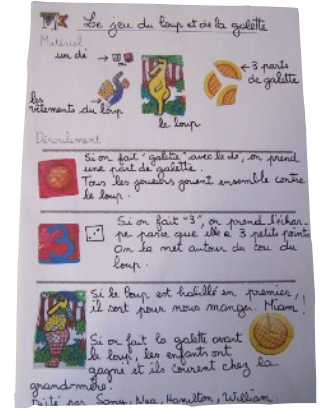 Le jeu du loup et de la galette
Matériel
un dé
3 parts
de galette
les
vêtements du loup
le loup
Déroulement :
Si on fait "galette" avec le dé, on prend
une part de galette.
Tous les joueurs jouent ensemble contre
le loup.
3
Si on fait "3", on prend l'échar-
pe parce que elle a 3 petits points
On la met autour du cou du
loup.
Si le loup est habillé en premier,
il sort pour nous manger. Miam!
Si on fait la galette avant
le loup, les enfants ont
gagné et ils courent chez la
grand-mère.
Dicté par Noa, Hamilton, William.